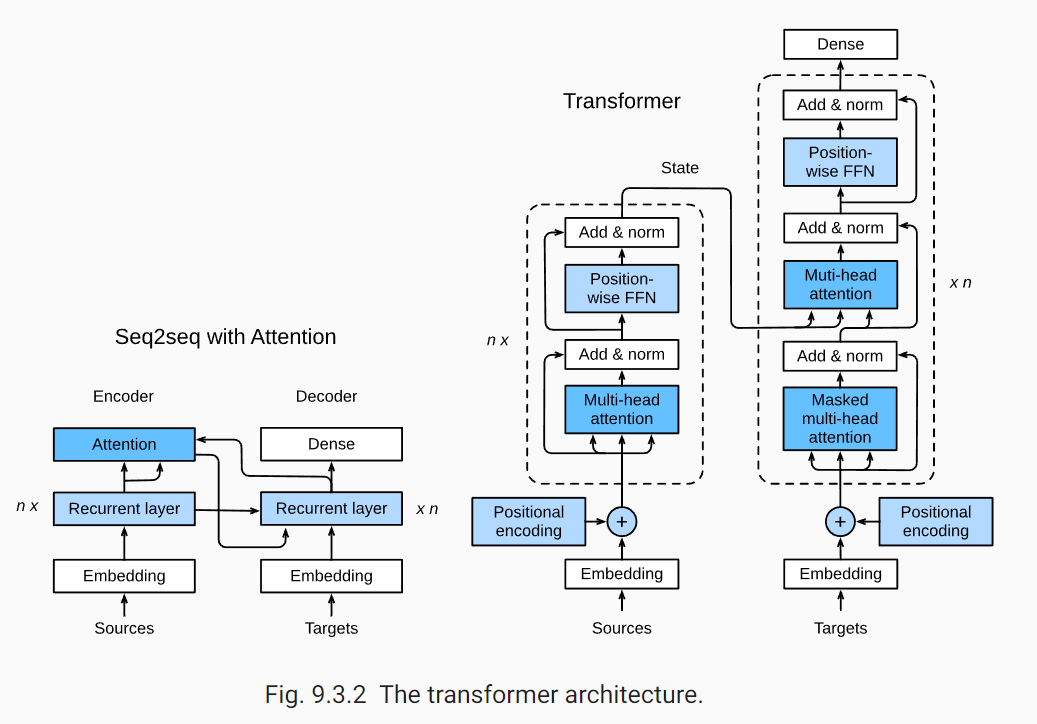 Seq2seq with Attention
Encoder
Decoder
Attention
Dense
n x
Recurrent layer
Recurrent layer
x n
Embedding
Embedding
Sources
Targets
Transformer
State
n x
Add & norm
Position-
wise FFN
Add & norm
Multi-head
attention
Positional
encoding
+
Embedding
Sources
Dense
Add & norm
Position-
wise FFN
Add & norm
Muti-head
attention
x n
Add & norm
Masked
multi-head
attention
+
Positional
encoding
Embedding
Targets
Fig. 9.3.2 The transformer architecture.